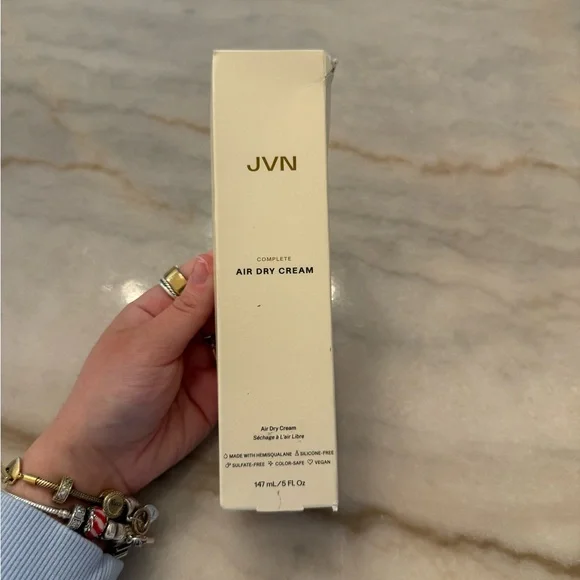 JVN
COMPLETE
AIR DRY CREAM
Air Dry Cream
Séchage à L'air Libre
MADE WITH HEMISQUALANE SILICONE-FREE
SULFATE-FREE COLOR-SAFE VEGAN
147 mL/5 FL Oz